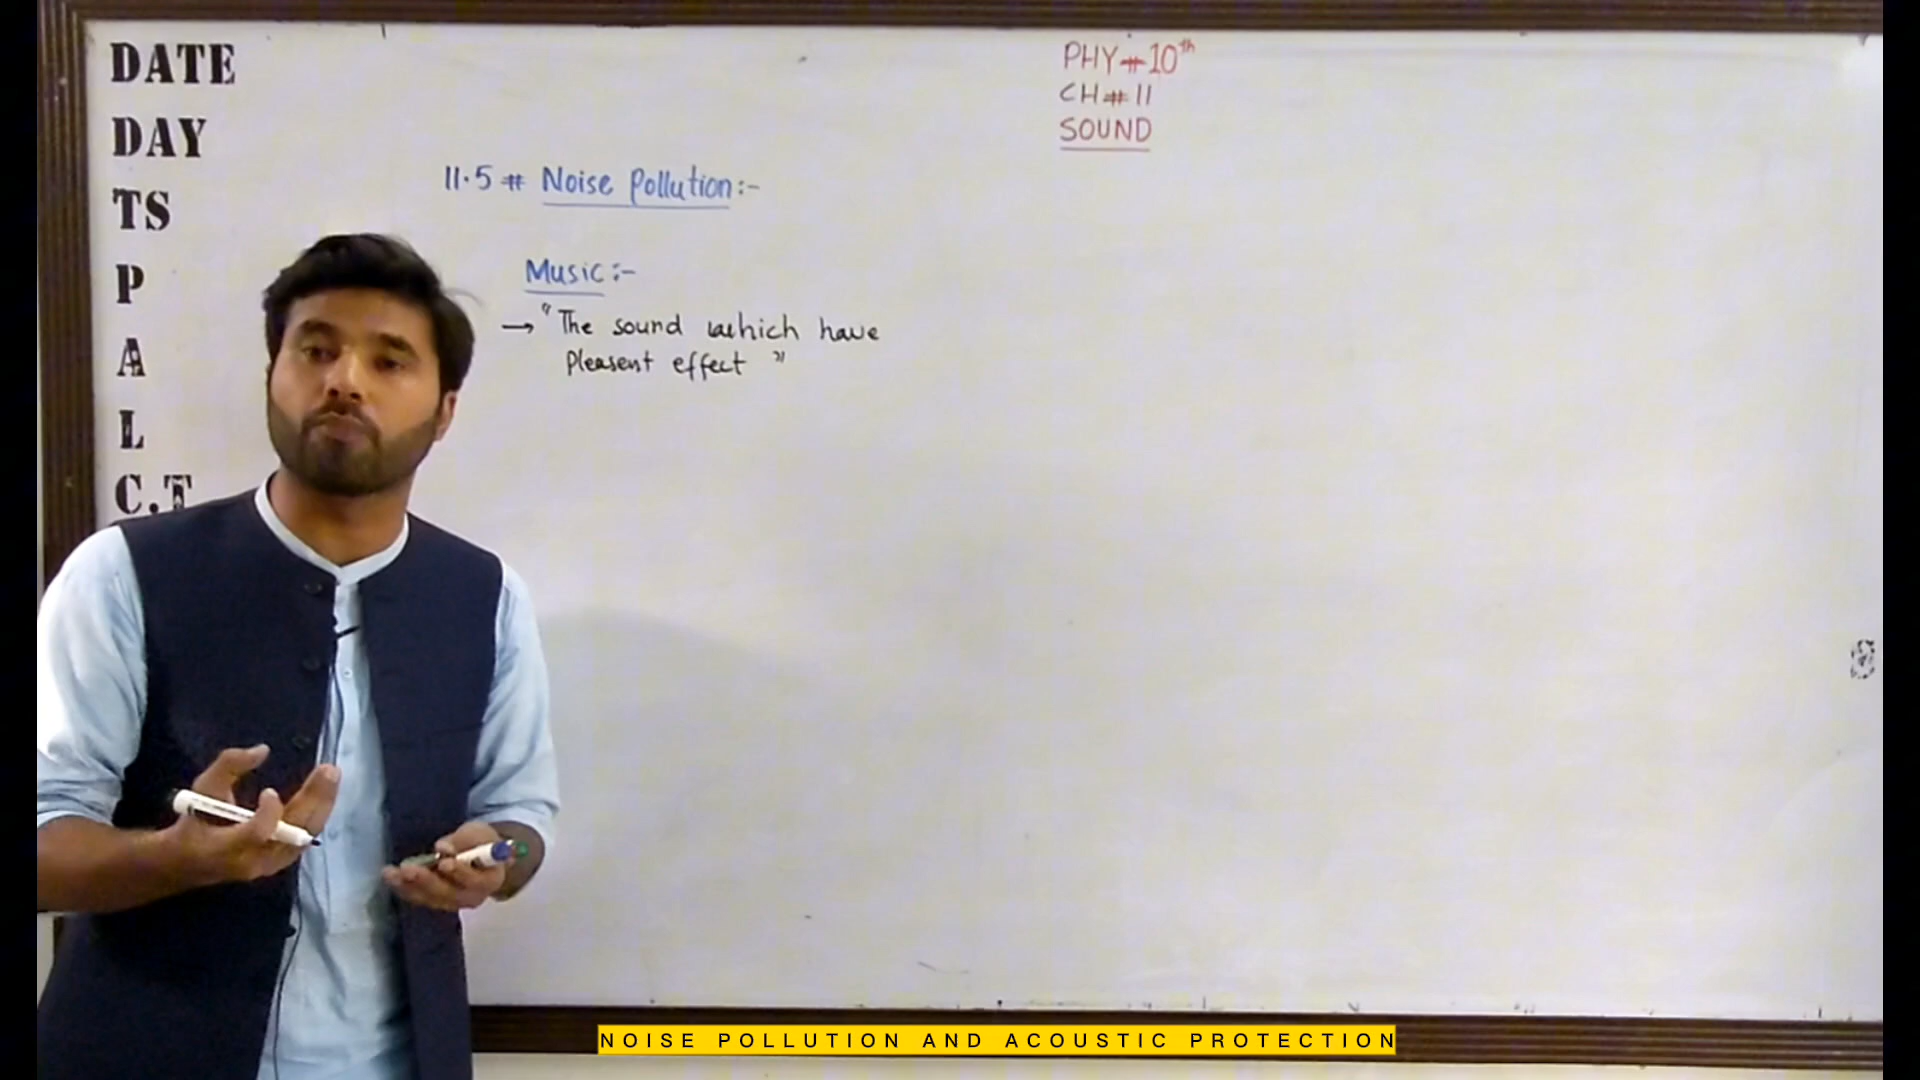 DATE
DAY
TS
P
A
L
C.T
PHY # 10th
CH # 11
SOUND
11.5 # Noise Pollution:-
Music:-
→ "The sound which have
Pleasent effect "
NOISE POLLUTION AND ACOUSTIC PROTECTION